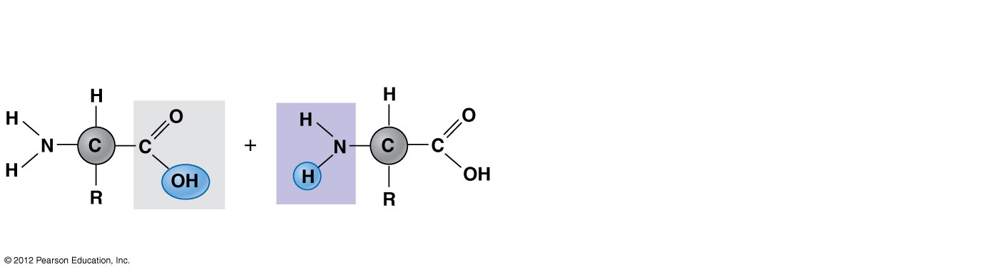 H H
H O H O
N C C + N C C
H OH H OH
R R
© 2012 Pearson Education, Inc.